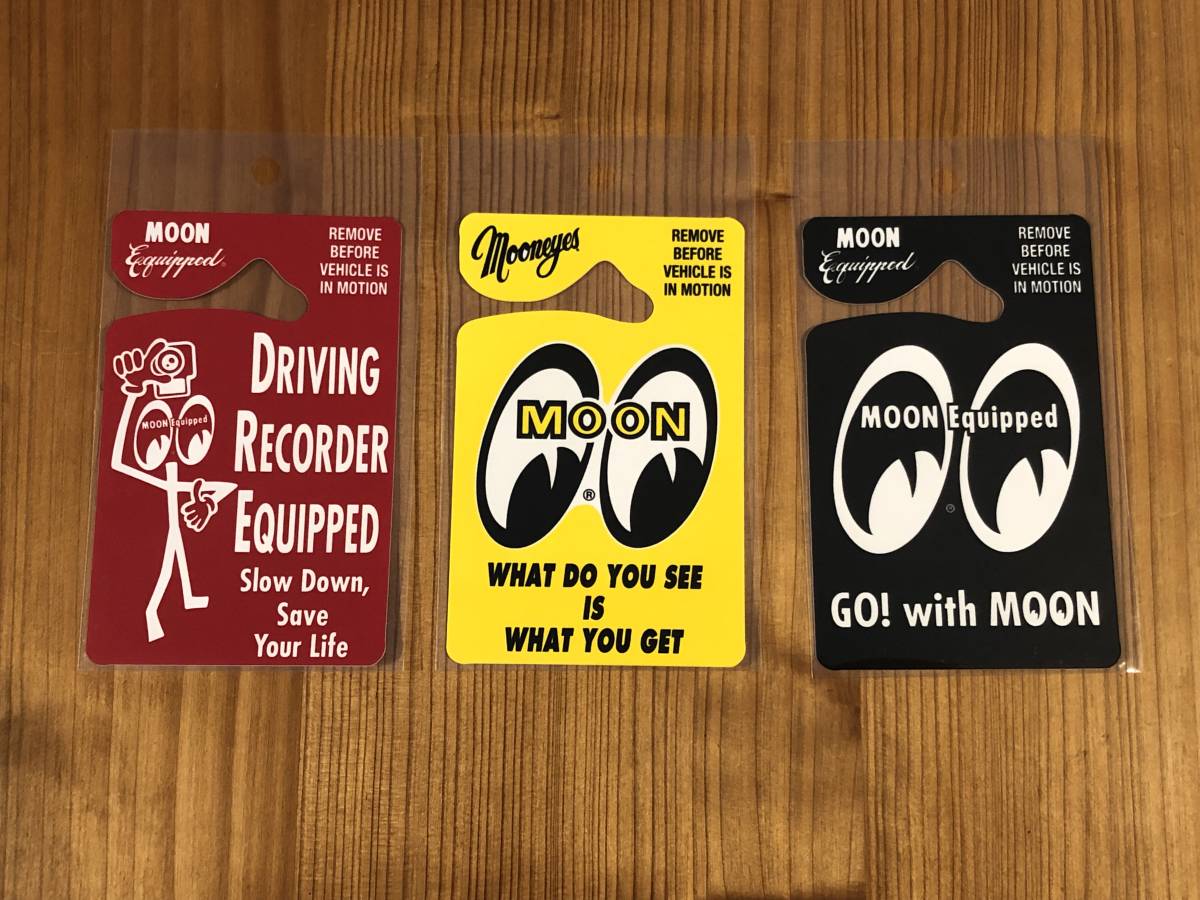 MOON
Equipped®
REMOVE
BEFORE
VEHICLE IS
IN MOTION
MOON Equipped
DRIVING
RECORDER
EQUIPPED
Slow Down,
Save
Your Life
Mooneyes
REMOVE
BEFORE
VEHICLE IS
IN MOTION
MOON
®
WHAT DO YOU SEE
IS
WHAT YOU GET
MOON
Equipped
REMOVE
BEFORE
VEHICLE IS
IN MOTION
MOON Equipped
®
GO! with MOON